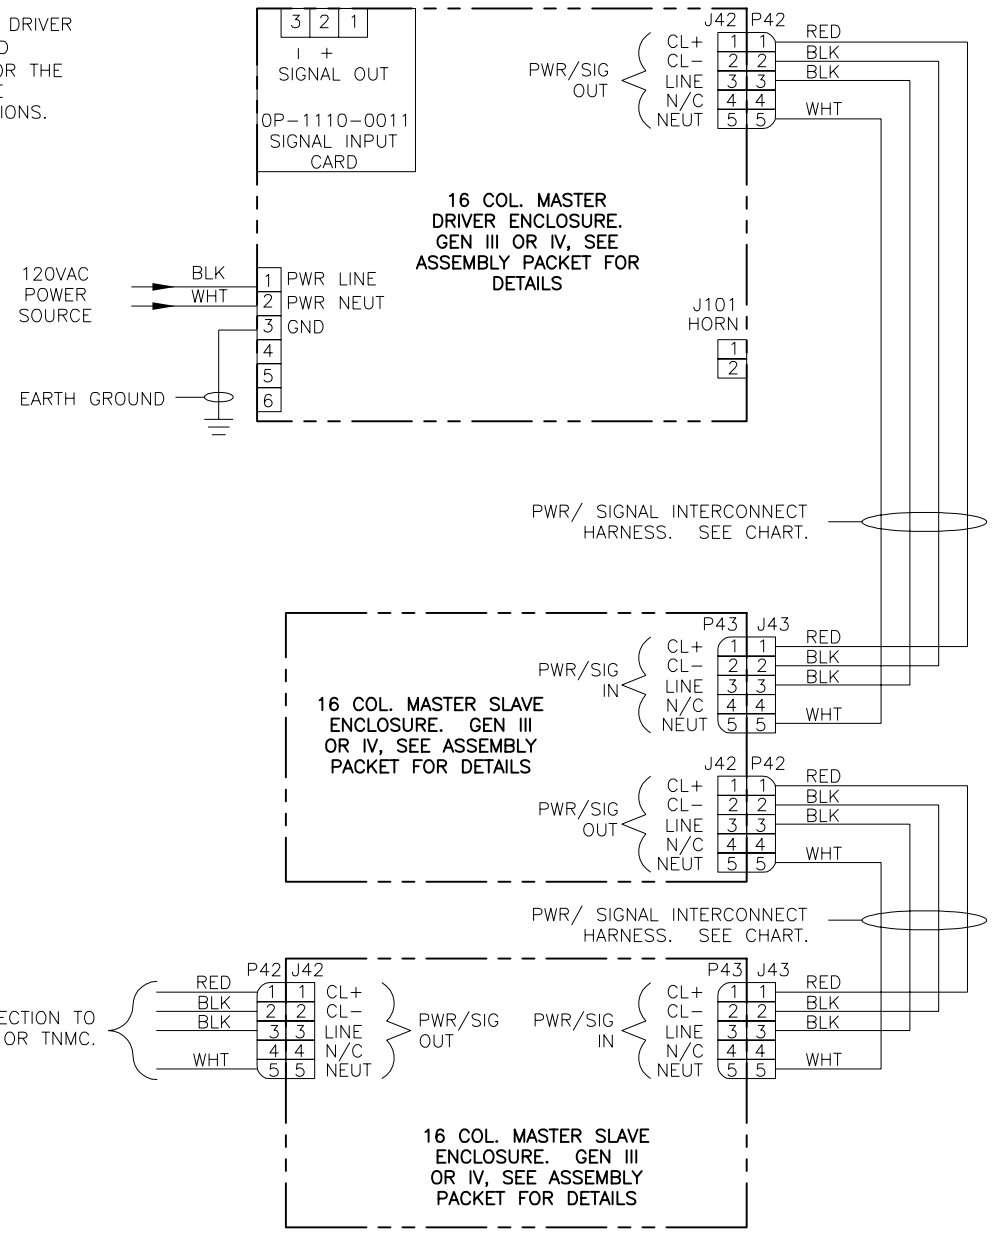 DRIVER
OR THE
IONS.
3 2 1
– +
SIGNAL OUT
0P-1110-0011
SIGNAL INPUT
CARD
PWR/SIG
OUT
J42 P42
CL+ 1 1 RED
CL- 2 2 BLK
LINE 3 3 BLK
N/C 4 4
NEUT 5 5 WHT
16 COL. MASTER
DRIVER ENCLOSURE.
GEN III OR IV, SEE
ASSEMBLY PACKET FOR
DETAILS
120VAC
POWER
SOURCE
BLK 1 PWR LINE
WHT 2 PWR NEUT
3 GND
4
5
6
EARTH GROUND
J101
HORN
1
2
PWR/ SIGNAL INTERCONNECT
HARNESS. SEE CHART.
16 COL. MASTER SLAVE
ENCLOSURE. GEN III
OR IV, SEE ASSEMBLY
PACKET FOR DETAILS
PWR/SIG
IN
P43 J43
CL+ 1 1 RED
CL- 2 2 BLK
LINE 3 3 BLK
N/C 4 4
NEUT 5 5 WHT
PWR/SIG
OUT
J42 P42
CL+ 1 1 RED
CL- 2 2 BLK
LINE 3 3 BLK
N/C 4 4
NEUT 5 5 WHT
PWR/ SIGNAL INTERCONNECT
HARNESS. SEE CHART.
ECTION TO
OR TNMC.
P42 J42
RED 1 1 CL+
BLK 2 2 CL-
BLK 3 3 LINE
4 4 N/C
WHT 5 5 NEUT
PWR/SIG
OUT
PWR/SIG
IN
P43 J43
CL+ 1 1 RED
CL- 2 2 BLK
LINE 3 3 BLK
N/C 4 4
NEUT 5 5 WHT
16 COL. MASTER SLAVE
ENCLOSURE. GEN III
OR IV, SEE ASSEMBLY
PACKET FOR DETAILS